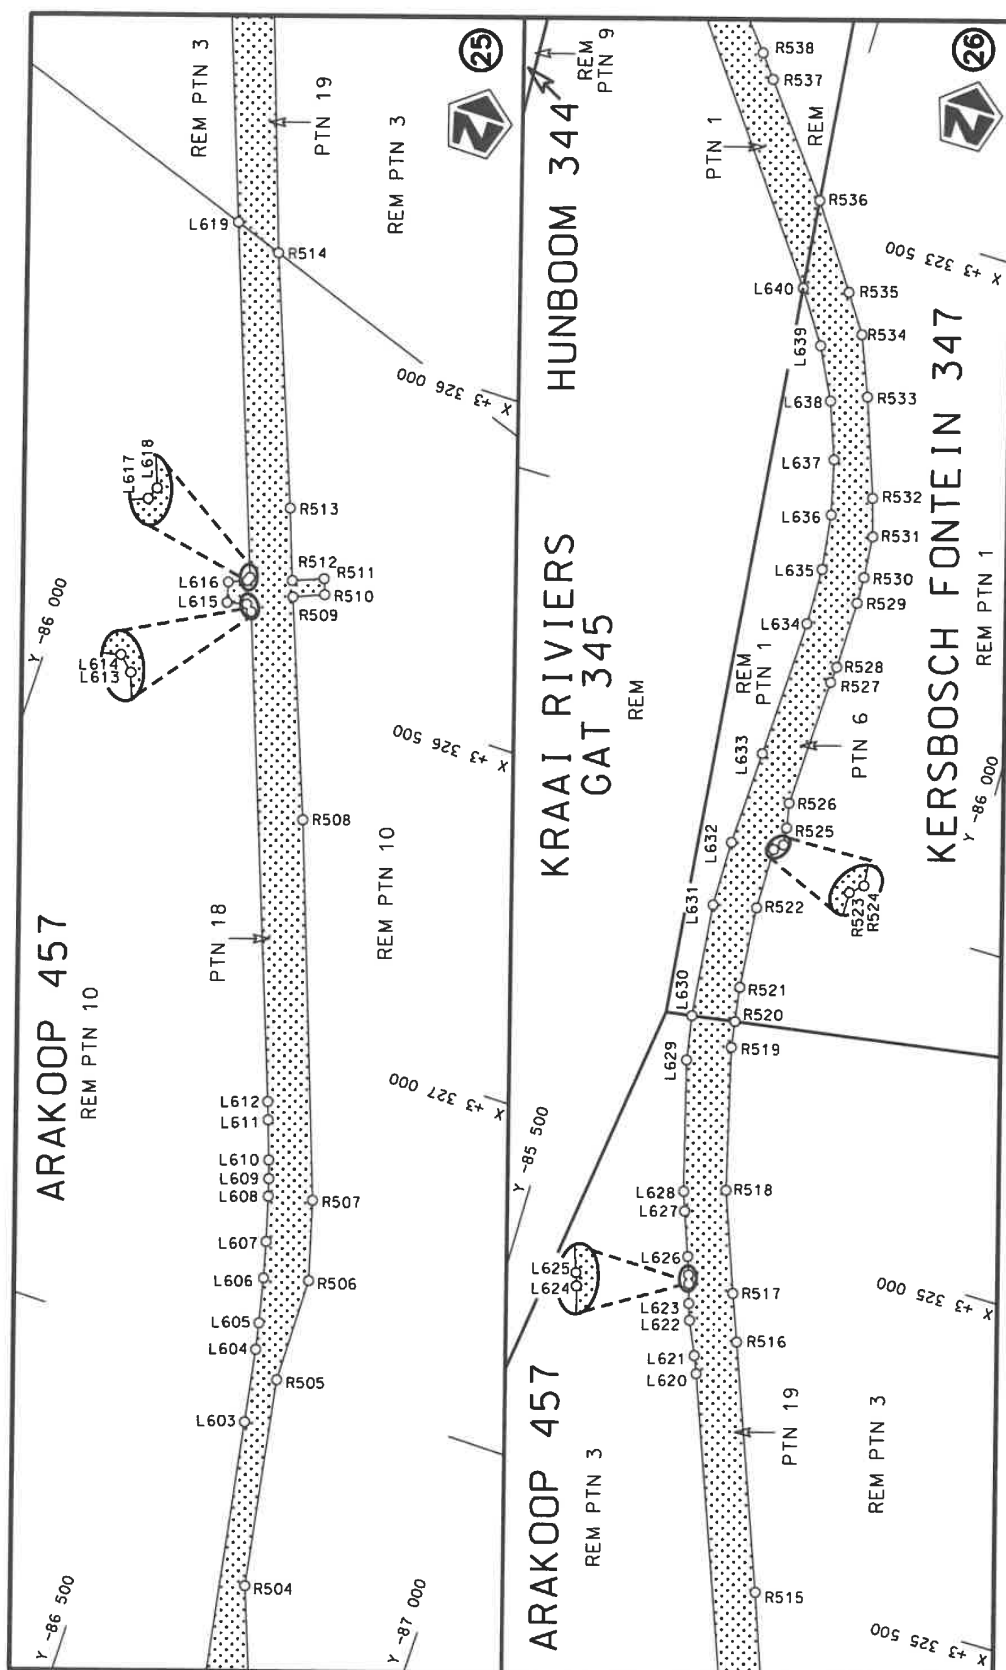 25
N
REM PTN 3
PTN 19
REM PTN 3
L619
R514
X +3 326 000
L617
L618
R513
R512
R511
R510
R509
L616
L615
L614
L613
Y -86 000
X +3 326 500
R508
ARAKOOP 457
REM PTN 10
PTN 18
REM PTN 10
X +3 327 000
L612
L611
L610
L609
L608
R507
L607
L606
R506
L605
L604
R505
L603
R504
Y -86 500
Y -87 000
26
N
REM
PTN 9
HUNBOOM 344
PTN 1
REM
R538
R537
R536
X +3 323 500
L640
R535
L639
R534
L638
R533
L637
R532
L636
R531
L635
R530
R529
L634
R528
R527
KRAAI RIVIERS
GAT 345
REM
REM
PTN 1
KERSBOSCH FONTEIN 347
REM PTN 1
L633
PTN 6
R526
R525
Y -86 000
L632
R523
R524
L631
R522
L630
R521
R520
L629
R519
Y -85 500
L628
R518
L627
L626
L625
L624
X +3 325 000
R517
L623
L622
R516
L621
L620
ARAKOOP 457
REM PTN 3
PTN 19
REM PTN 3
R515
X +3 325 500